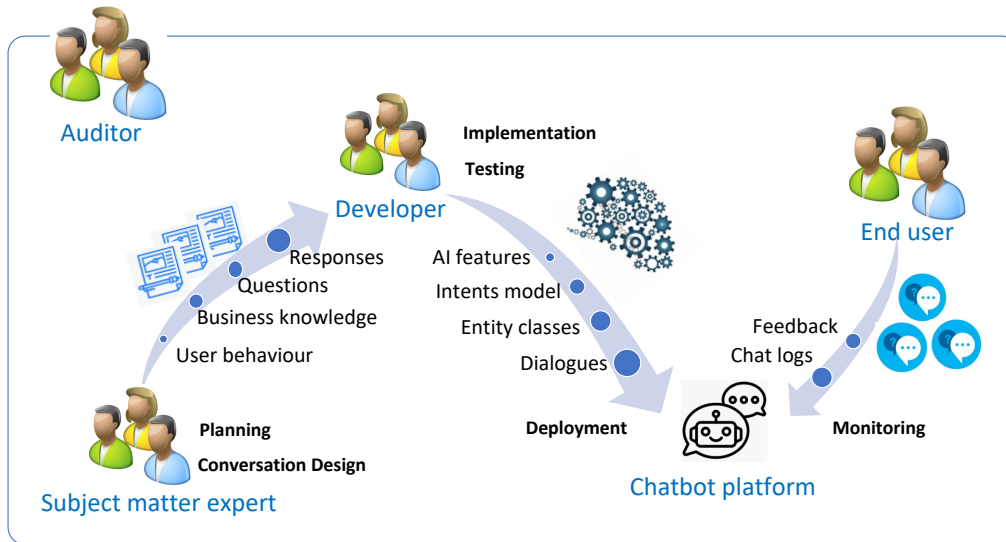 Auditor
Implementation
Testing
Developer
End user
Responses
Questions
Business knowledge
User behaviour
AI features
Intents model
Entity classes
Dialogues
Feedback
Chat logs
Planning
Conversation Design
Subject matter expert
Deployment
Monitoring
Chatbot platform